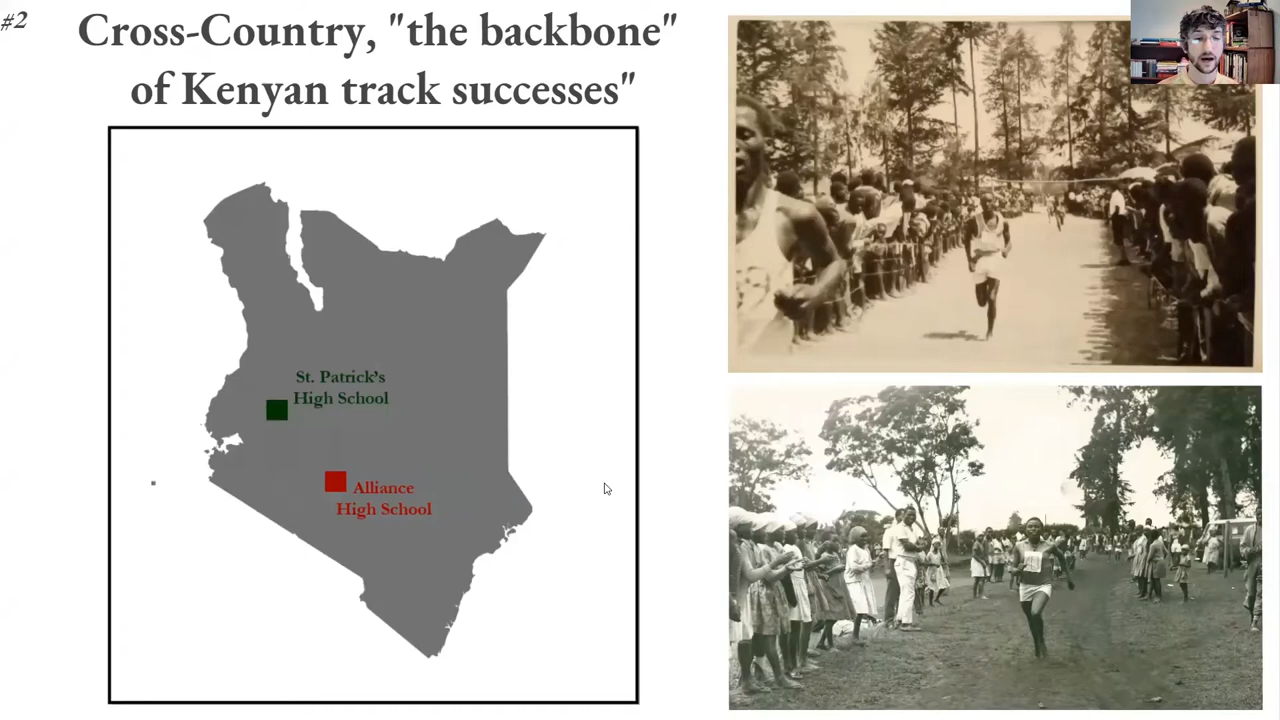 #2
Cross-Country, "the backbone"
of Kenyan track successes"
St. Patrick's
High School
Alliance
High School